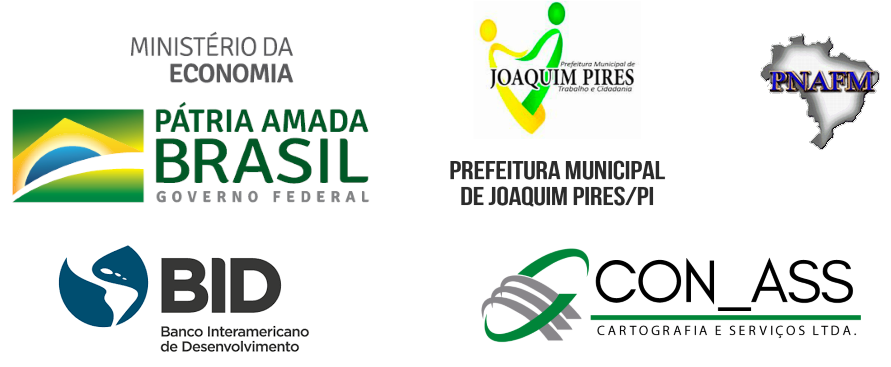 MINISTÉRIO DA
ECONOMIA
PÁTRIA AMADA
BRASIL
GOVERNO FEDERAL
Prefeitura Municipal de
JOAQUIM PIRES
Trabalho e Cidadania
PREFEITURA MUNICIPAL
DE JOAQUIM PIRES/PI
PNAFM
BID
Banco Interamericano
de Desenvolvimento
CON_ASS
CARTOGRAFIA E SERVIÇOS LTDA.